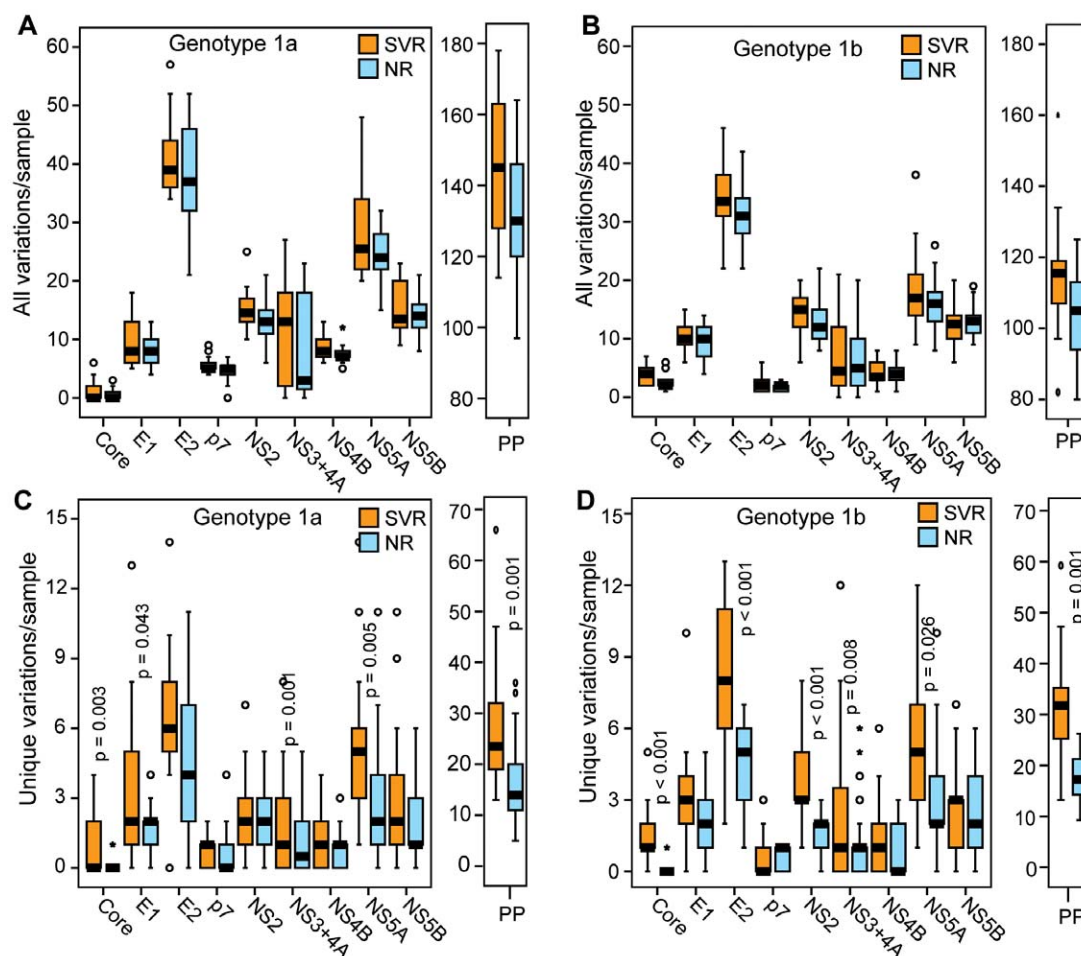 A
Genotype 1a
SVR
NR
All variations/sample
60
50
40
30
20
10
0
Core
E1
E2
p7
NS2
NS3+4A
NS4B
NS5A
NS5B
180
160
140
120
100
80
PP
B
Genotype 1b
SVR
NR
All variations/sample
60
50
40
30
20
10
0
Core
E1
E2
p7
NS2
NS3+4A
NS4B
NS5A
NS5B
180
160
140
120
100
80
PP
C
Genotype 1a
SVR
NR
Unique variations/sample
15
12
9
6
3
0
p = 0.003
p = 0.043
p = 0.001
p = 0.005
Core
E1
E2
p7
NS2
NS3+4A
NS4B
NS5A
NS5B
70
60
50
40
30
20
10
0
p = 0.001
PP
D
Genotype 1b
SVR
NR
Unique variations/sample
15
12
9
6
3
0
p < 0.001
p < 0.001
p < 0.001
p = 0.008
p = 0.026
Core
E1
E2
p7
NS2
NS3+4A
NS4B
NS5A
NS5B
70
60
50
40
30
20
10
0
PP